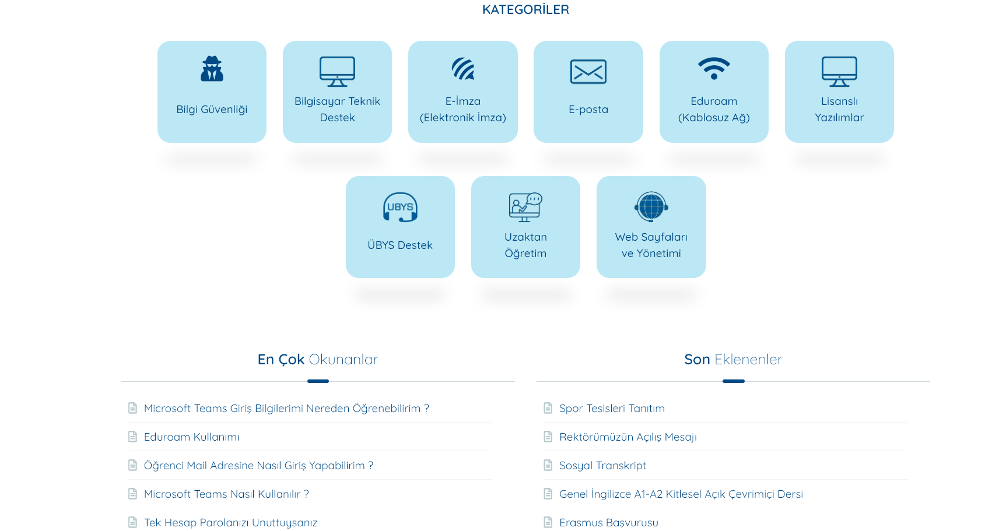 KATEGORİLER
Bilgi Güvenliği
Bilgisayar Teknik
Destek
E-İmza
(Elektronik İmza)
E-posta
Eduroam
(Kablosuz Ağ)
Lisanslı
Yazılımlar
UBYS
ÜBYS Destek
Uzaktan
Öğretim
Web Sayfaları
ve Yönetimi
En Çok Okunanlar
Microsoft Teams Giriş Bilgilerimi Nereden Öğrenebilirim ?
Eduroam Kullanımı
Öğrenci Mail Adresine Nasıl Giriş Yapabilirim ?
Microsoft Teams Nasıl Kullanılır ?
Tek Hesap Parolanızı Unuttuysanız
Son Eklenenler
Spor Tesisleri Tanıtım
Rektörümüzün Açılış Mesajı
Sosyal Transkript
Genel İngilizce A1-A2 Kitlesel Açık Çevrimiçi Dersi
Erasmus Başvurusu